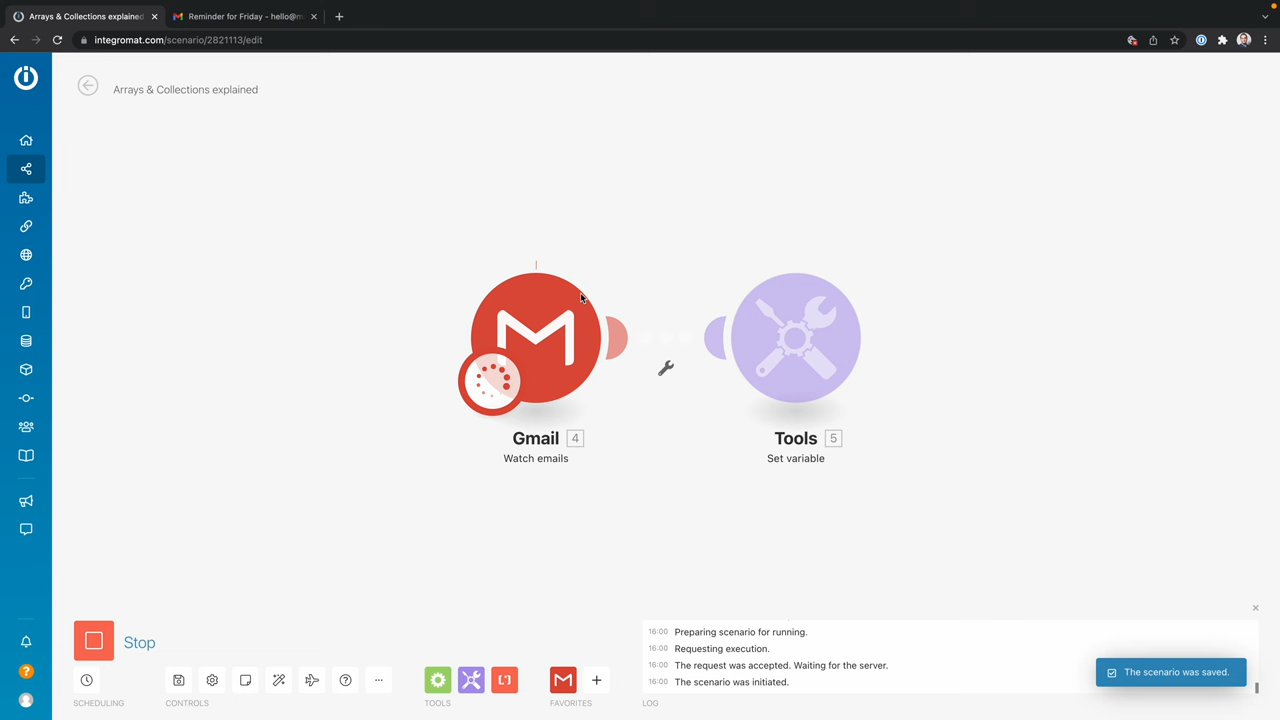 Arrays & Collections explained
Reminder for Friday - hello@m
integromat.com/scenario/2821113/edit
Arrays & Collections explained
Gmail 4
Watch emails
Tools 5
Set variable
Stop
SCHEDULING
CONTROLS
TOOLS
FAVORITES
LOG
16:00 Preparing scenario for running.
16:00 Requesting execution.
16:00 The request was accepted. Waiting for the server.
16:00 The scenario was initiated.
The scenario was saved.